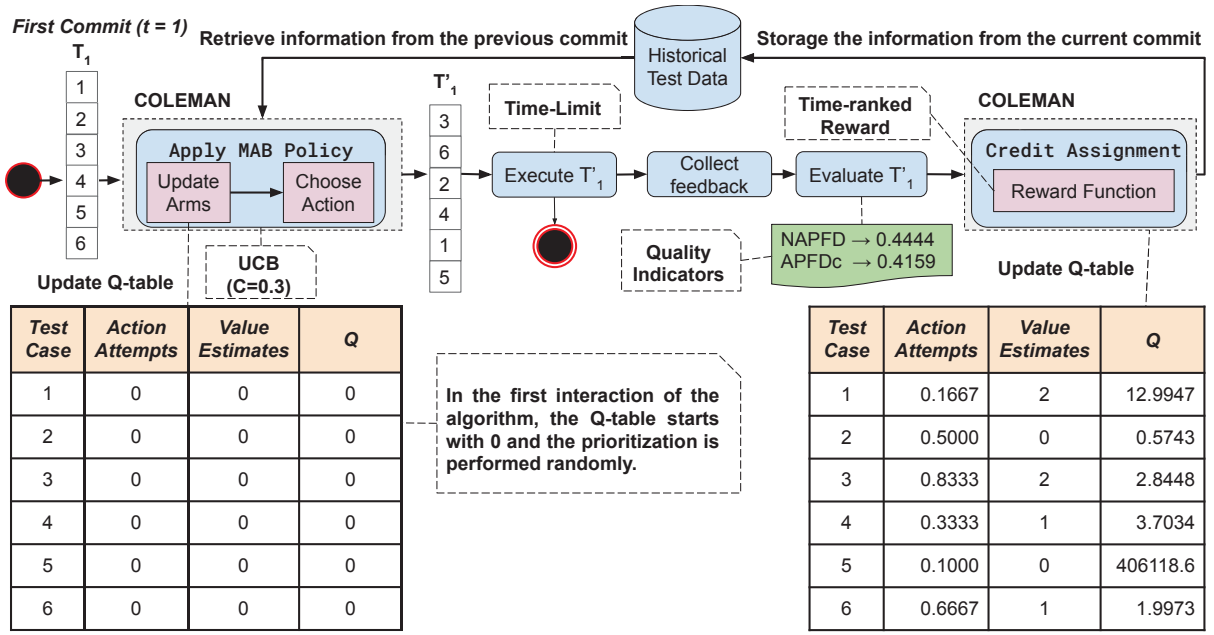 First Commit (t = 1)
T1
1
2
3
4
5
6
Retrieve information from the previous commit
Historical
Test Data
Storage the information from the current commit
COLEMAN
Apply MAB Policy
Update
Arms
Choose
Action
UCB
(C=0.3)
T'1
3
6
2
4
1
5
Time-Limit
Execute T'1
Collect
feedback
Time-ranked
Reward
Evaluate T'1
Quality
Indicators
NAPFD → 0.4444
APFDc → 0.4159
COLEMAN
Credit Assignment
Reward Function
Update Q-table
Test Case Action Attempts Value Estimates Q
1 0 0 0
2 0 0 0
3 0 0 0
4 0 0 0
5 0 0 0
6 0 0 0
In the first interaction of the
algorithm, the Q-table starts
with 0 and the prioritization is
performed randomly.
Update Q-table
Test Case Action Attempts Value Estimates Q
1 0.1667 2 12.9947
2 0.5000 0 0.5743
3 0.8333 2 2.8448
4 0.3333 1 3.7034
5 0.1000 0 406118.6
6 0.6667 1 1.9973